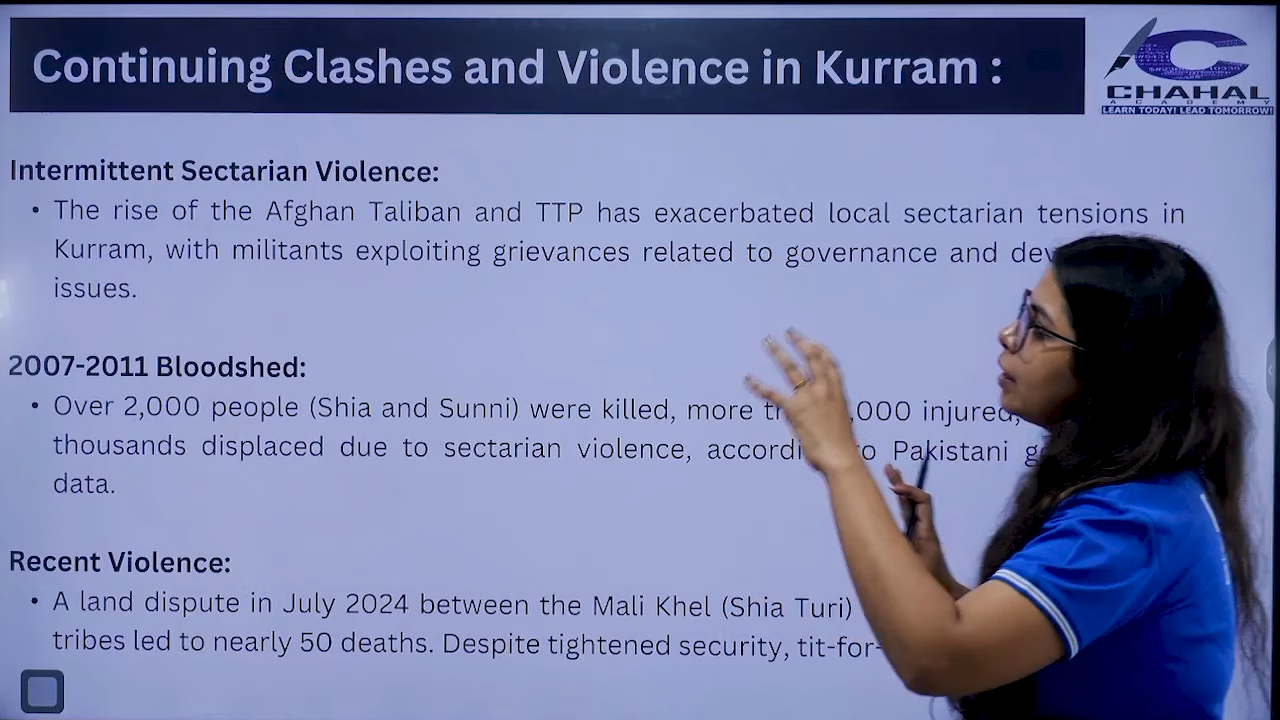 Continuing Clashes and Violence in Kurram :
CHAHAL
ACADEMY
LEARN TODAY! LEAD TOMORROW!
Intermittent Sectarian Violence:
• The rise of the Afghan Taliban and TTP has exacerbated local sectarian tensions in
Kurram, with militants exploiting grievances related to governance and
issues.
2007-2011 Bloodshed:
• Over 2,000 people (Shia and Sunni) were killed, more ,000 injured,
thousands displaced due to sectarian violence, Pakistani
data.
Recent Violence:
• A land dispute in July 2024 between the Mali Khel (Shia Turi)
tribes led to nearly 50 deaths. Despite tightened security, tit-for-